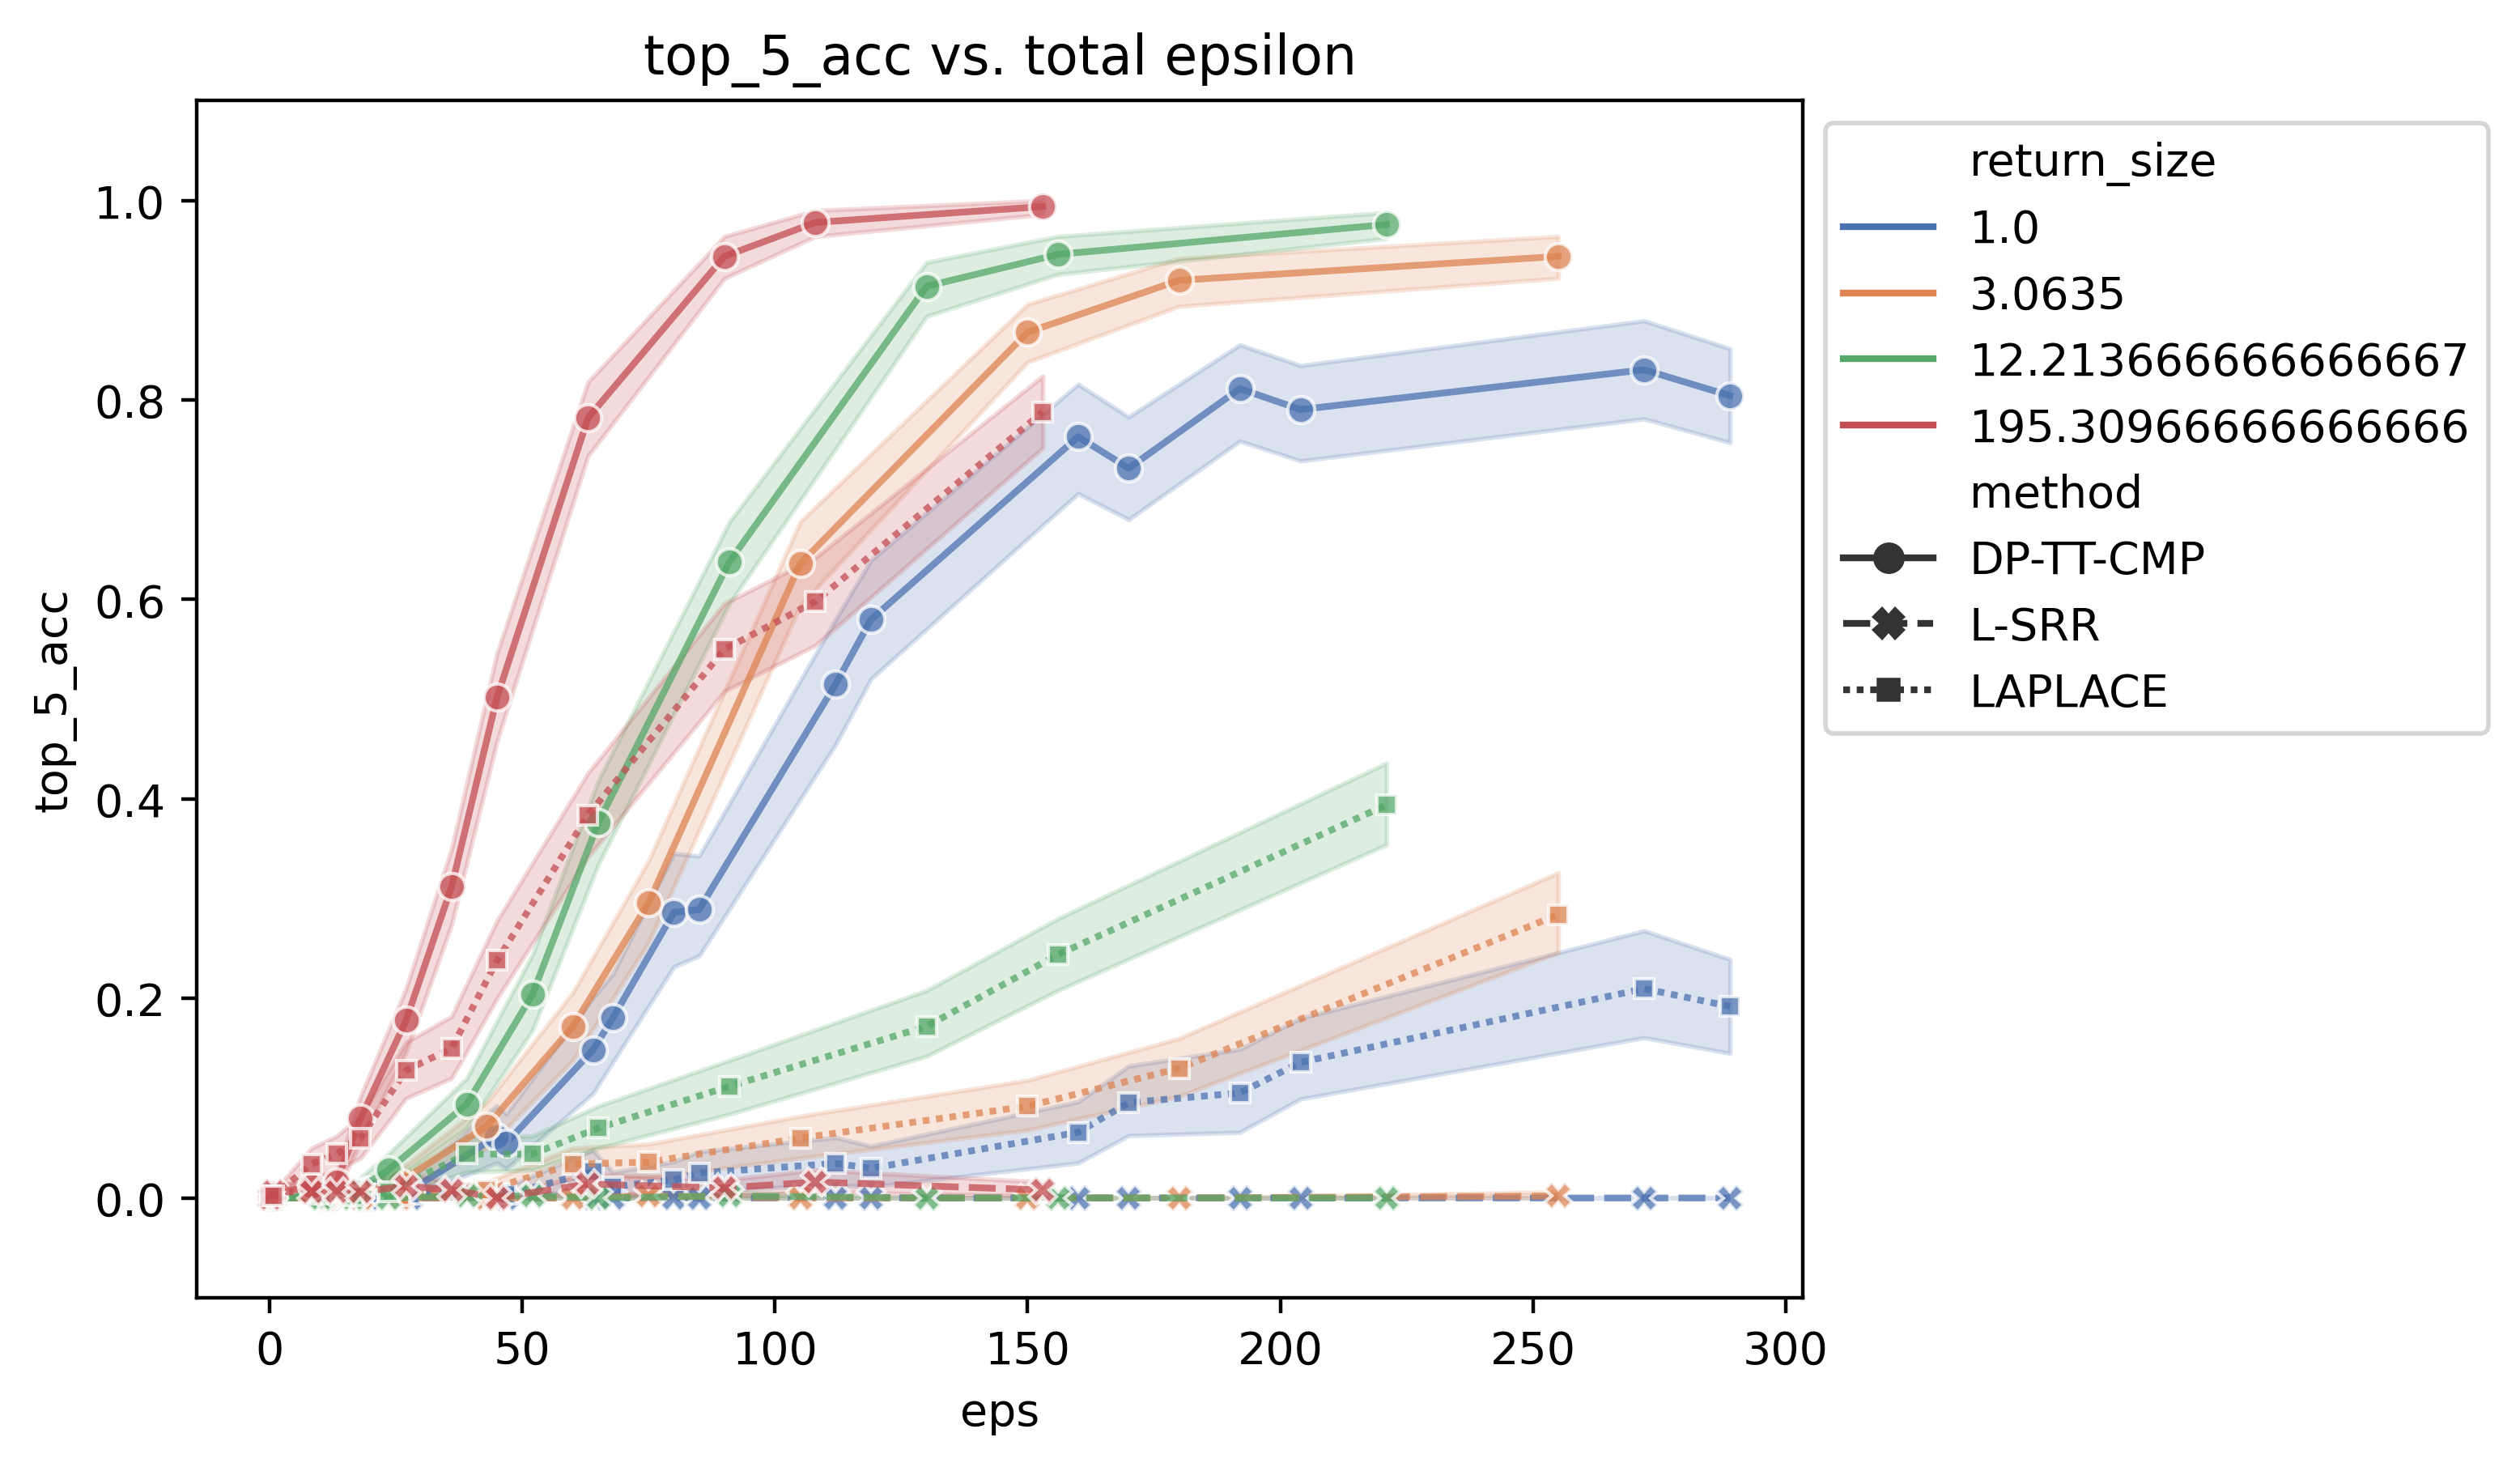 top_5_acc vs. total epsilon
top_5_acc
1.0
0.8
0.6
0.4
0.2
0.0
0 50 100 150 200 250 300
eps
return_size
1.0
3.0635
12.213666666666667
195.30966666666666
method
DP-TT-CMP
L-SRR
LAPLACE